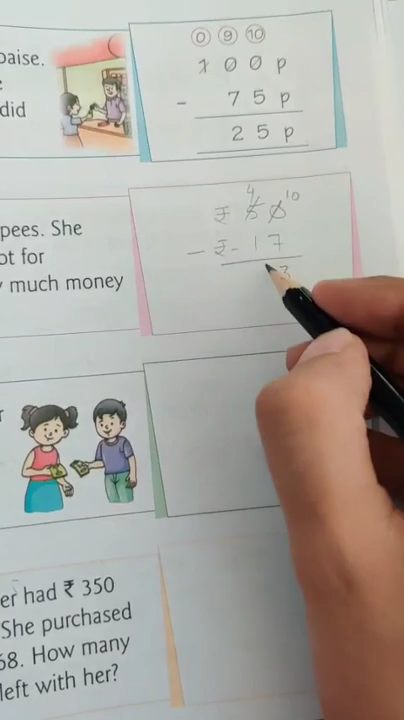 paise.
did
0 9 10
1 0 0 p
- 7 5 p
2 5 p
pees. She
ot for
much money
4 10
₹ 5 0
- ₹ - 1 7
3
er had ₹ 350
She purchased
68. How many
left with her?